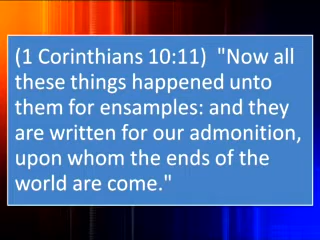 (1 Corinthians 10:11)  "Now all
these things happened unto
them for ensamples: and they
are written for our admonition,
upon whom the ends of the
world are come."